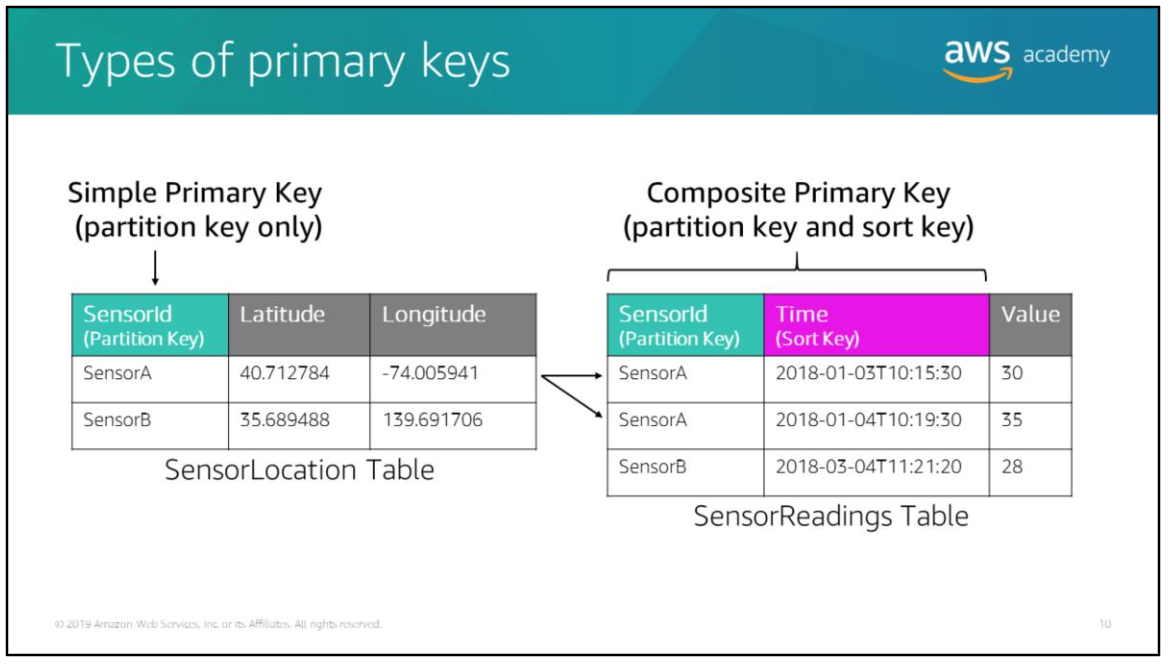 Types of primary keys
aws academy
Simple Primary Key
(partition key only)
SensorId Latitude Longitude
(Partition Key)
SensorA 40.712784 -74.005941
SensorB 35.689488 139.691706
SensorLocation Table
Composite Primary Key
(partition key and sort key)
SensorId Time Value
(Partition Key) (Sort Key)
SensorA 2018-01-03T10:15:30 30
SensorA 2018-01-04T10:19:30 35
SensorB 2018-03-04T11:21:20 28
SensorReadings Table
© 2019 Amazon Web Services, Inc. or its Affiliates. All rights reserved.
10